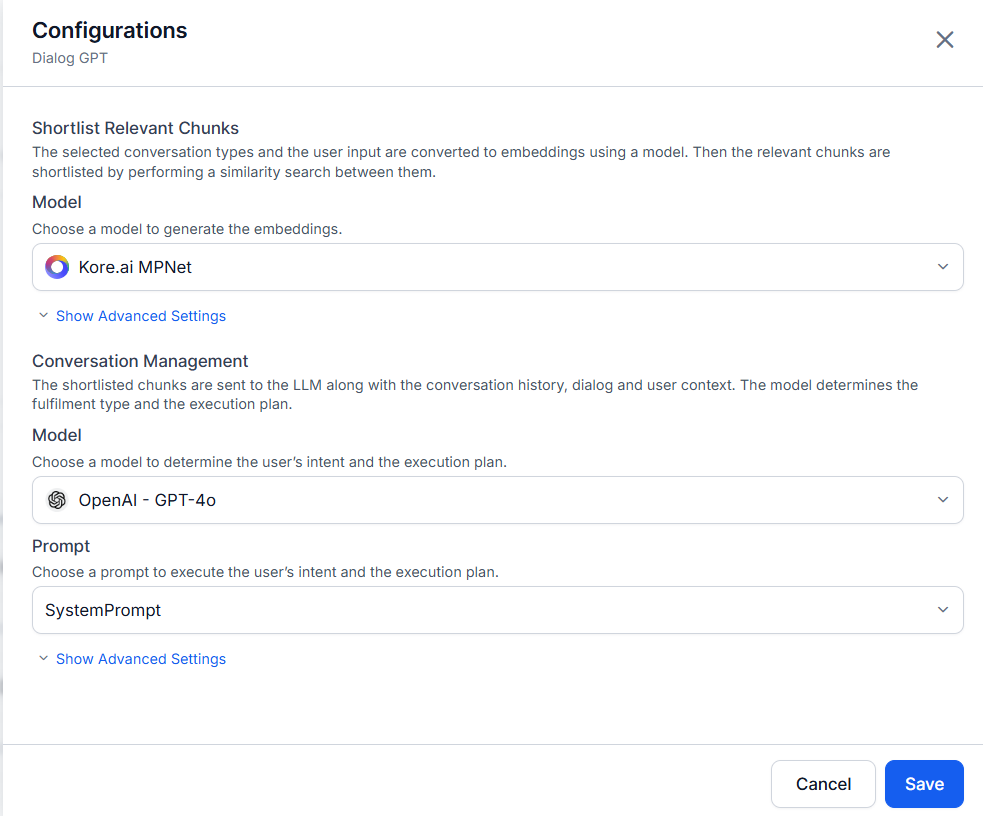 Configurations
Dialog GPT
Shortlist Relevant Chunks
The selected conversation types and the user input are converted to embeddings using a model. Then the relevant chunks are
shortlisted by performing a similarity search between them.
Model
Choose a model to generate the embeddings.
Kore.ai MPNet
Show Advanced Settings
Conversation Management
The shortlisted chunks are sent to the LLM along with the conversation history, dialog and user context. The model determines the
fulfilment type and the execution plan.
Model
Choose a model to determine the user’s intent and the execution plan.
OpenAI - GPT-4o
Prompt
Choose a prompt to execute the user’s intent and the execution plan.
SystemPrompt
Show Advanced Settings
Cancel
Save